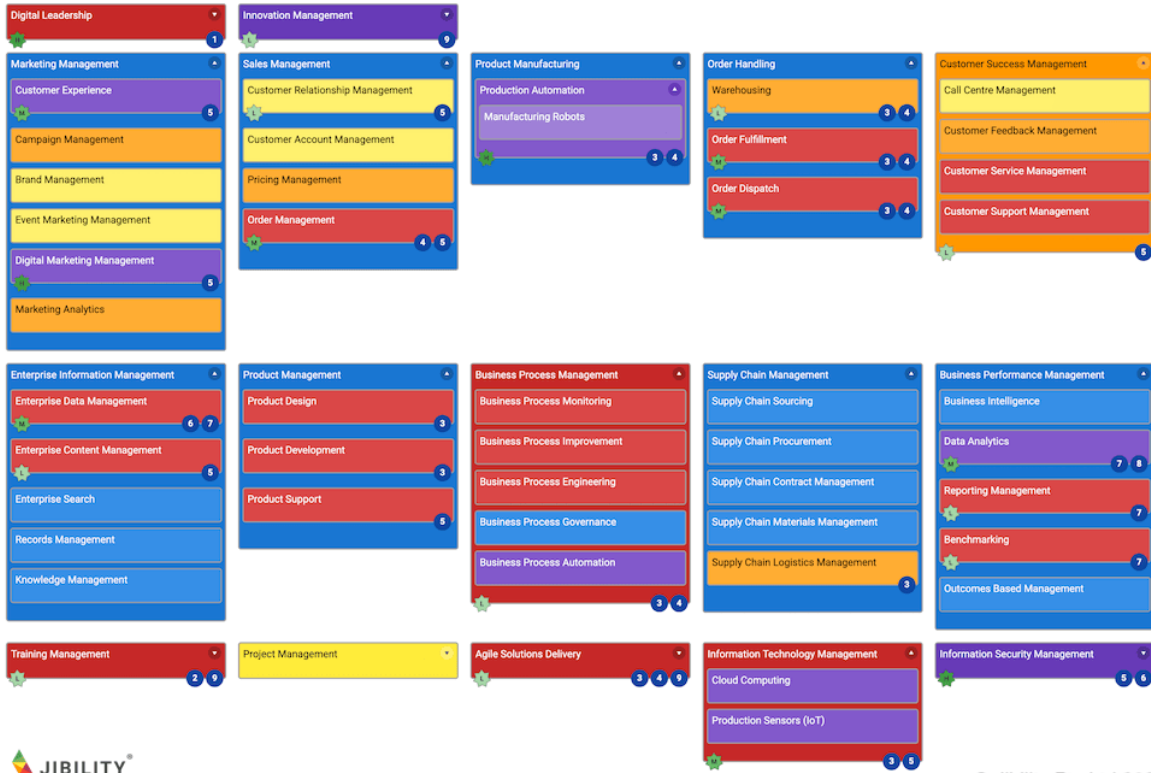 Digital Leadership
H
1
Innovation Management
L
9
Marketing Management
Customer Experience
M
5
Campaign Management
Brand Management
Event Marketing Management
Digital Marketing Management
H
5
Marketing Analytics
Sales Management
Customer Relationship Management
L
5
Customer Account Management
Pricing Management
Order Management
M
4 5
Product Manufacturing
Production Automation
Manufacturing Robots
H
3 4
Order Handling
Warehousing
L
3 4
Order Fulfillment
M
3 4
Order Dispatch
M
3 4
Customer Success Management
Call Centre Management
Customer Feedback Management
Customer Service Management
Customer Support Management
L
5
Enterprise Information Management
Enterprise Data Management
M
6 7
Enterprise Content Management
L
5
Enterprise Search
Records Management
Knowledge Management
Product Management
Product Design
3
Product Development
3
Product Support
5
Business Process Management
Business Process Monitoring
Business Process Improvement
Business Process Engineering
Business Process Governance
Business Process Automation
L
3 4
Supply Chain Management
Supply Chain Sourcing
Supply Chain Procurement
Supply Chain Contract Management
Supply Chain Materials Management
Supply Chain Logistics Management
3
Business Performance Management
Business Intelligence
Data Analytics
M
7 8
Reporting Management
L
7
Benchmarking
L
7
Outcomes Based Management
Training Management
L
2 9
Project Management
Agile Solutions Delivery
L
3 4 9
Information Technology Management
Cloud Computing
Production Sensors (IoT)
M
3 5
Information Security Management
H
5 6
JIBILITY®